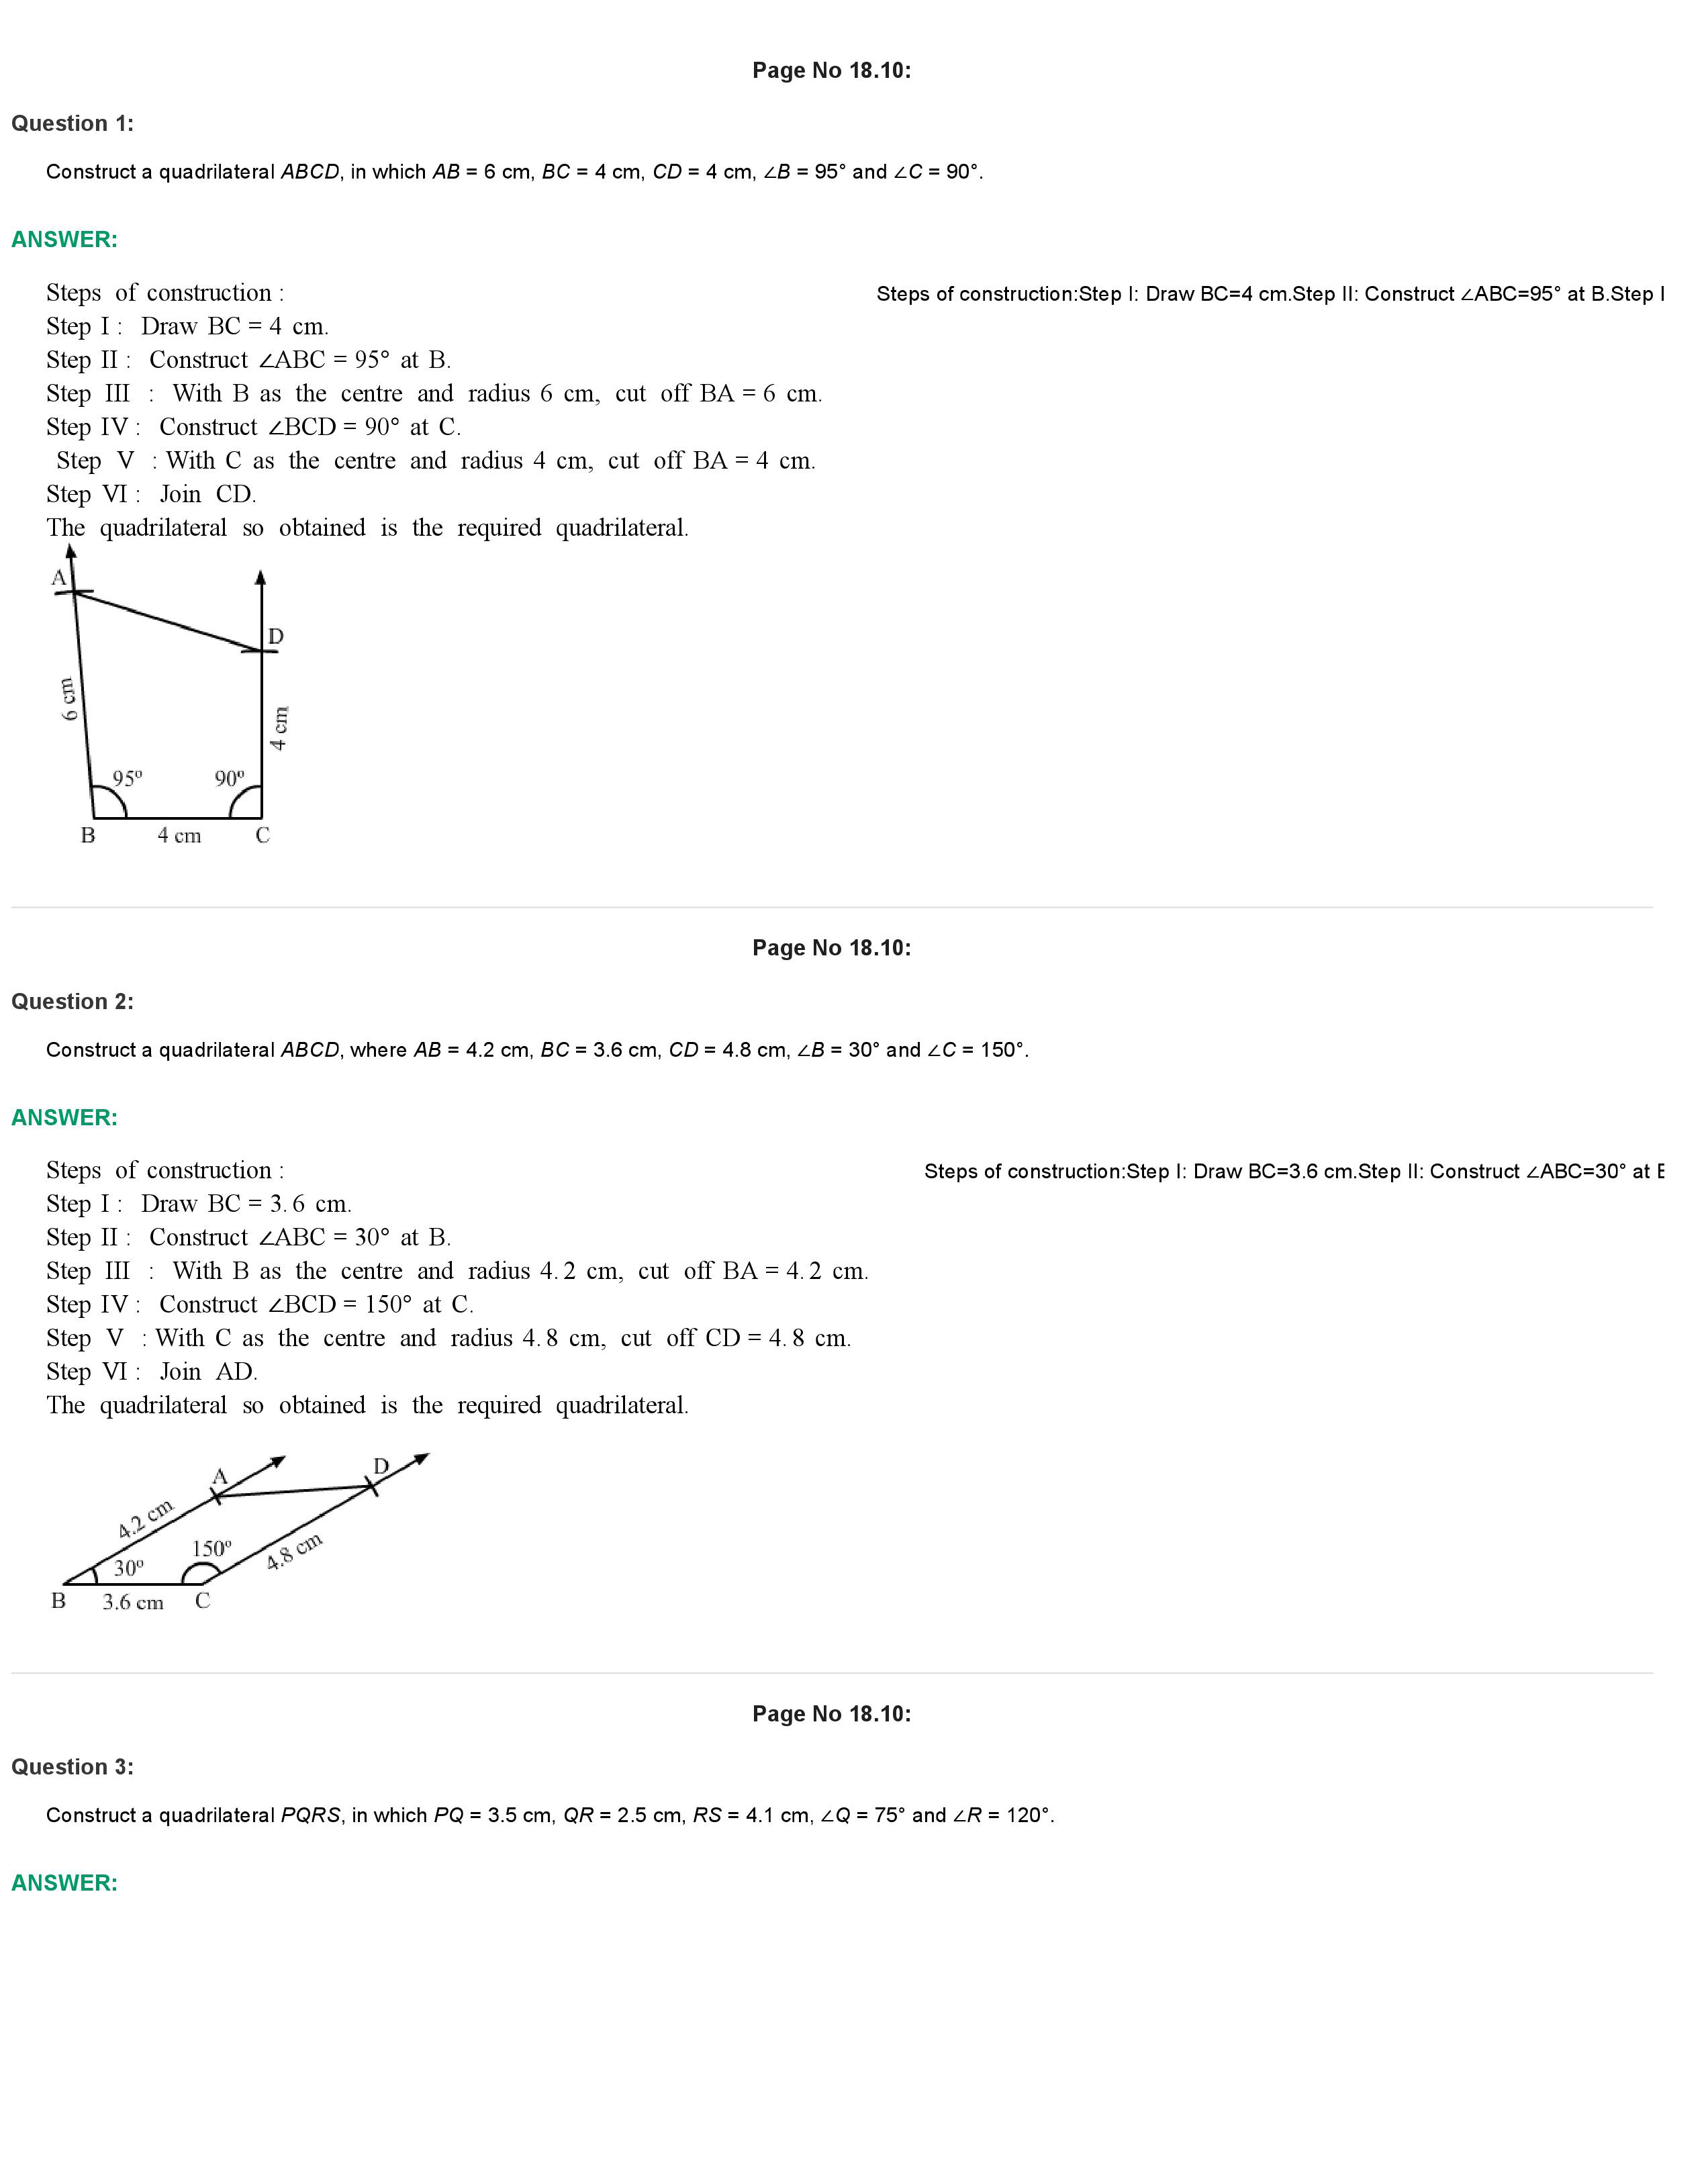 Page No 18.10:
Question 1:
Construct a quadrilateral ABCD, in which AB = 6 cm, BC = 4 cm, CD = 4 cm, ∠B = 95° and ∠C = 90°.
ANSWER:
Steps of construction : Steps of construction:Step I: Draw BC=4 cm.Step II: Construct ∠ABC=95° at B.Step I
Step I : Draw BC = 4 cm.
Step II : Construct ∠ABC = 95° at B.
Step III : With B as the centre and radius 6 cm, cut off BA = 6 cm.
Step IV : Construct ∠BCD = 90° at C.
Step V : With C as the centre and radius 4 cm, cut off BA = 4 cm.
Step VI : Join CD.
The quadrilateral so obtained is the required quadrilateral.
A
D
6 cm
4 cm
95º 90º
B 4 cm C
Page No 18.10:
Question 2:
Construct a quadrilateral ABCD, where AB = 4.2 cm, BC = 3.6 cm, CD = 4.8 cm, ∠B = 30° and ∠C = 150°.
ANSWER:
Steps of construction : Steps of construction:Step I: Draw BC=3.6 cm.Step II: Construct ∠ABC=30° at
Step I : Draw BC = 3. 6 cm.
Step II : Construct ∠ABC = 30° at B.
Step III : With B as the centre and radius 4. 2 cm, cut off BA = 4. 2 cm.
Step IV : Construct ∠BCD = 150° at C.
Step V : With C as the centre and radius 4. 8 cm, cut off CD = 4. 8 cm.
Step VI : Join AD.
The quadrilateral so obtained is the required quadrilateral.
A D
4.2 cm
150º
4.8 cm
30º
B 3.6 cm C
Page No 18.10:
Question 3:
Construct a quadrilateral PQRS, in which PQ = 3.5 cm, QR = 2.5 cm, RS = 4.1 cm, ∠Q = 75° and ∠R = 120°.
ANSWER: